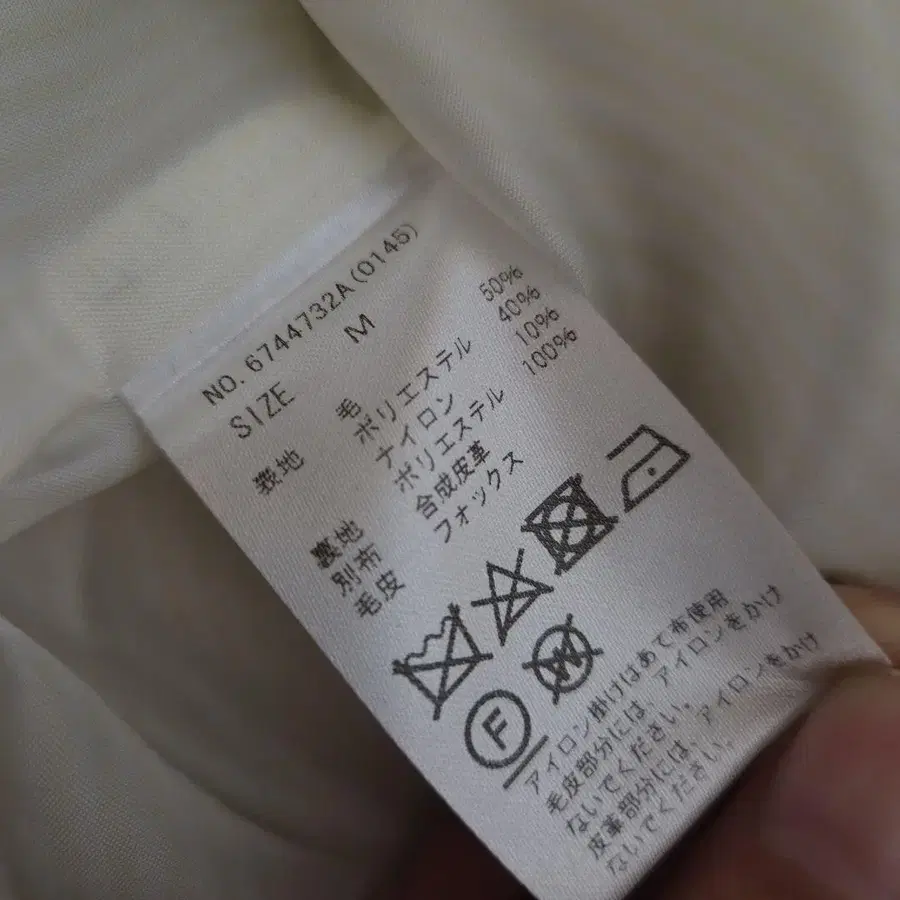 NO. 6744732A(0145)
SIZE M
表地 毛 50%
ポリエステル 40%
ナイロン 10%
裏地 ポリエステル 100%
別布 合成皮革
毛皮 フォックス
F W
アイロン掛けはあて布使用
毛皮部分には、アイロンをかけ
ないでください。
皮革部分には、アイロンをかけ
ないでください。